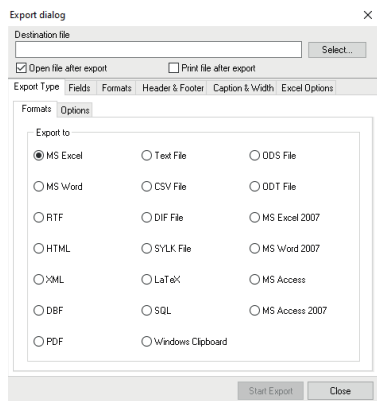 Export dialog
Destination file
Select...
Open file after export Print file after export
Export Type Fields Formats Header & Footer Caption & Width Excel Options
Formats Options
Export to
MS Excel Text File ODS File
MS Word CSV File ODT File
RTF DIF File MS Excel 2007
HTML SYLK File MS Word 2007
XML LaTeX MS Access
DBF SQL MS Access 2007
PDF Windows Clipboard
Start Export Close